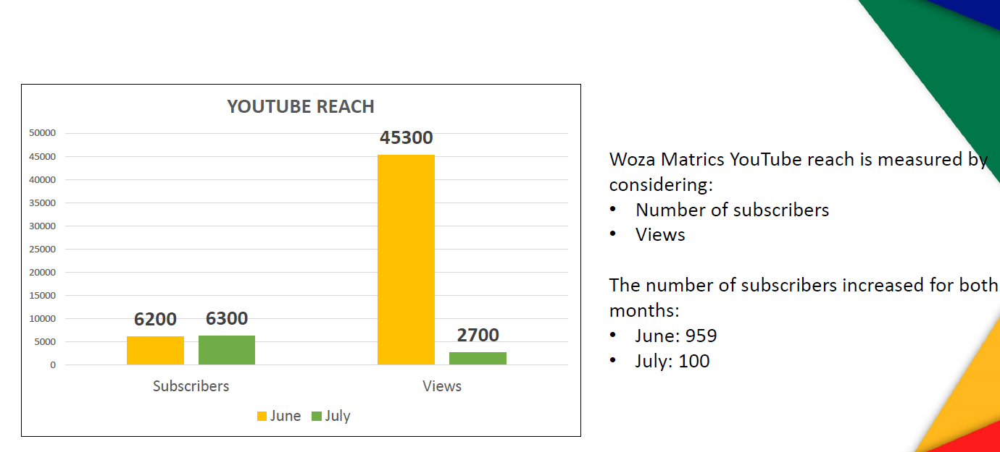 YOUTUBE REACH
50000
45000
40000
35000
30000
25000
20000
15000
10000
5000
0
6200
6300
45300
2700
Subscribers
Views
June
July
Woza Matrics YouTube reach is measured by
considering:
• Number of subscribers
• Views
The number of subscribers increased for both
months:
• June: 959
• July: 100